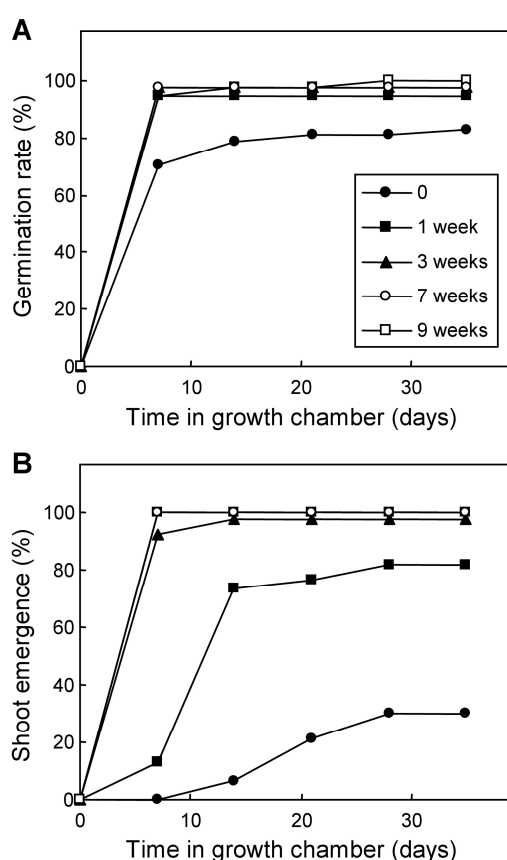 A
Germination rate (%)
100
80
60
40
20
0
0
1 week
3 weeks
7 weeks
9 weeks
0 10 20 30
Time in growth chamber (days)
B
Shoot emergence (%)
100
80
60
40
20
0
0 10 20 30
Time in growth chamber (days)